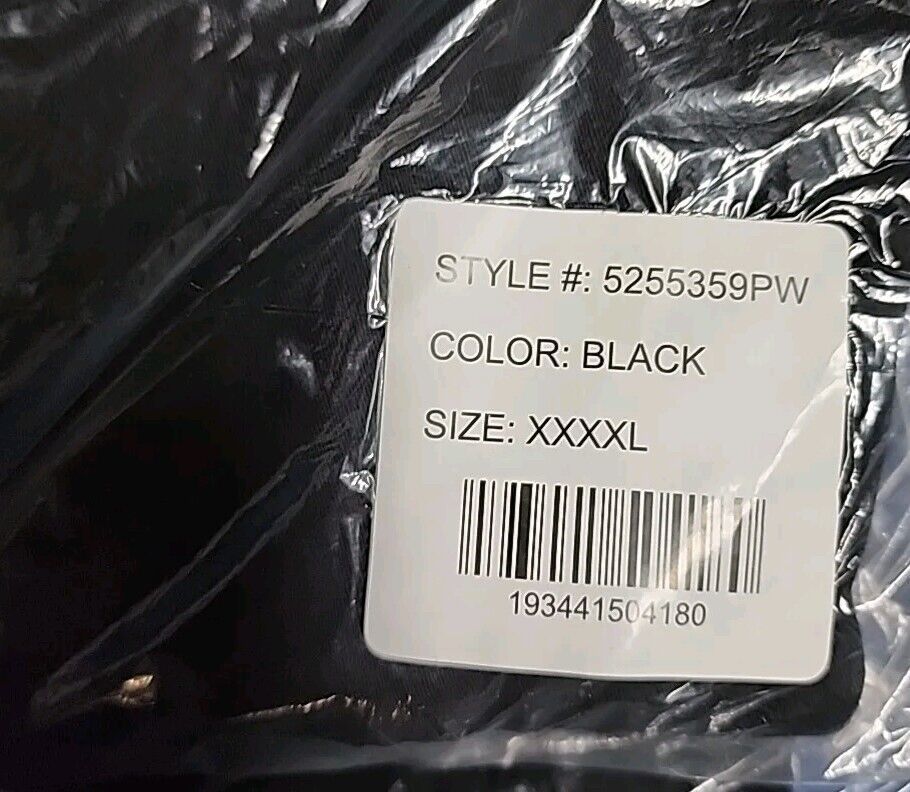 STYLE #: 5255359PW
COLOR: BLACK
SIZE: XXXXL
193441504180